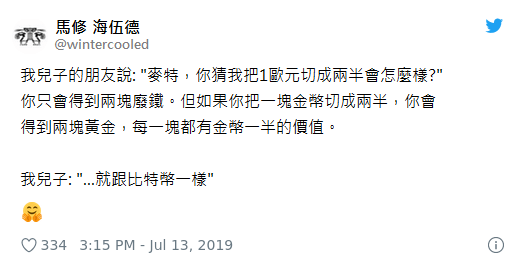 馬修 海伍德
@wintercooled
我兒子的朋友說: "麥特，你猜我把1歐元切成兩半會怎麼樣?"
你只會得到兩塊廢鐵。但如果你把一塊金幣切成兩半，你會
得到兩塊黃金，每一塊都有金幣一半的價值。
我兒子: "...就跟比特幣一樣"
🤗
334 3:15 PM - Jul 13, 2019